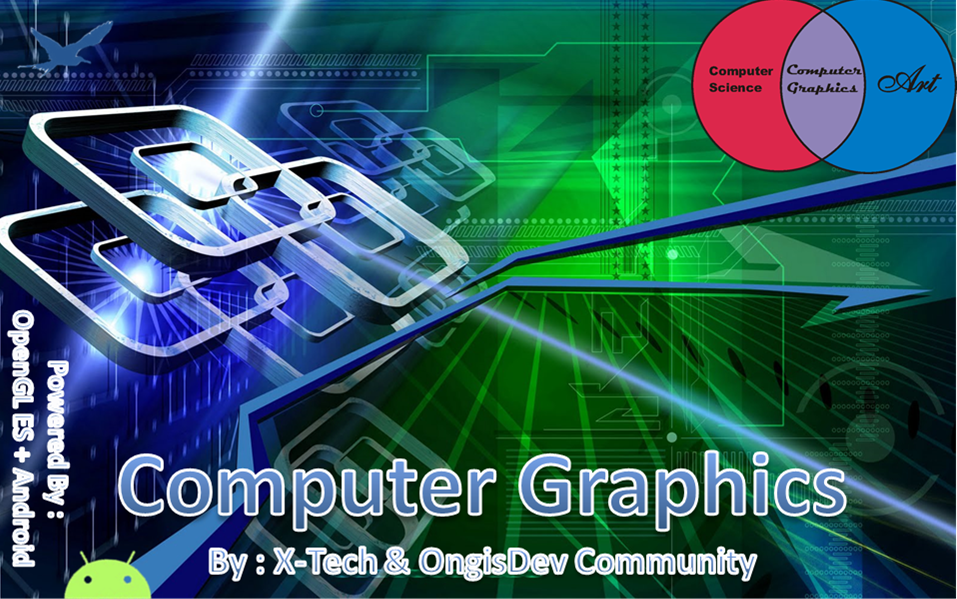 Computer
Science
Computer
Graphics
Art
Powered By :
OpenGL ES + Android
Computer Graphics
By : X-Tech & OngisDev Community